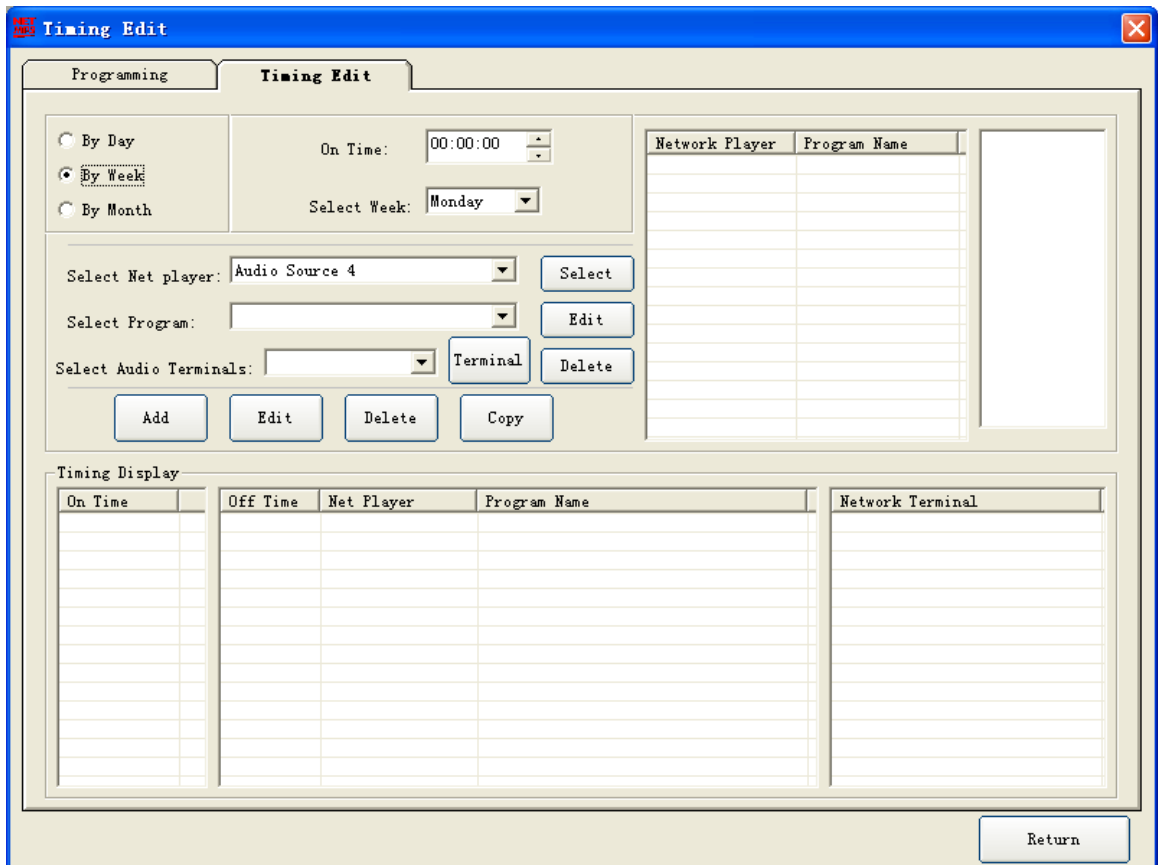 Timing Edit
Programming
Timing Edit
By Day
By Week
By Month
On Time:
00:00:00
Select Week:
Monday
Select Net player:
Audio Source 4
Select
Select Program:
Edit
Select Audio Terminals:
Terminal
Delete
Add
Edit
Delete
Copy
Network Player
Program Name
Timing Display
On Time
Off Time
Net Player
Program Name
Network Terminal
Return